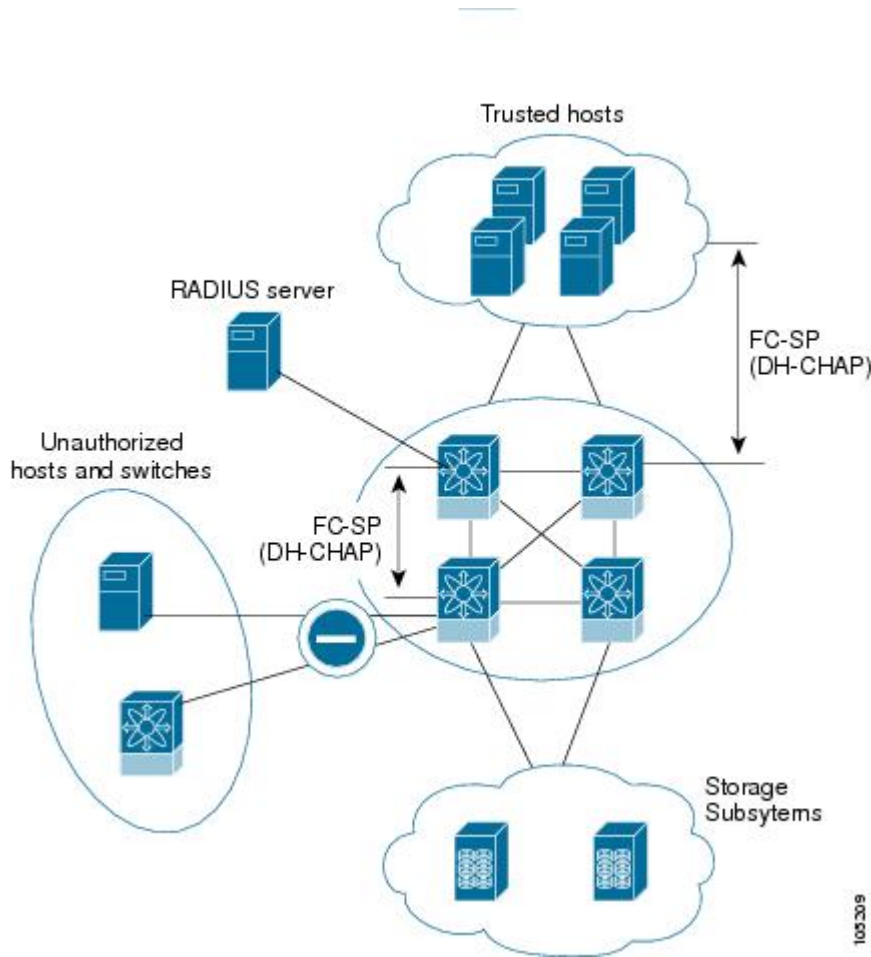 Trusted hosts
RADIUS server
FC-SP
(DH-CHAP)
Unauthorized
hosts and switches
FC-SP
(DH-CHAP)
Storage
Subsytems
105209